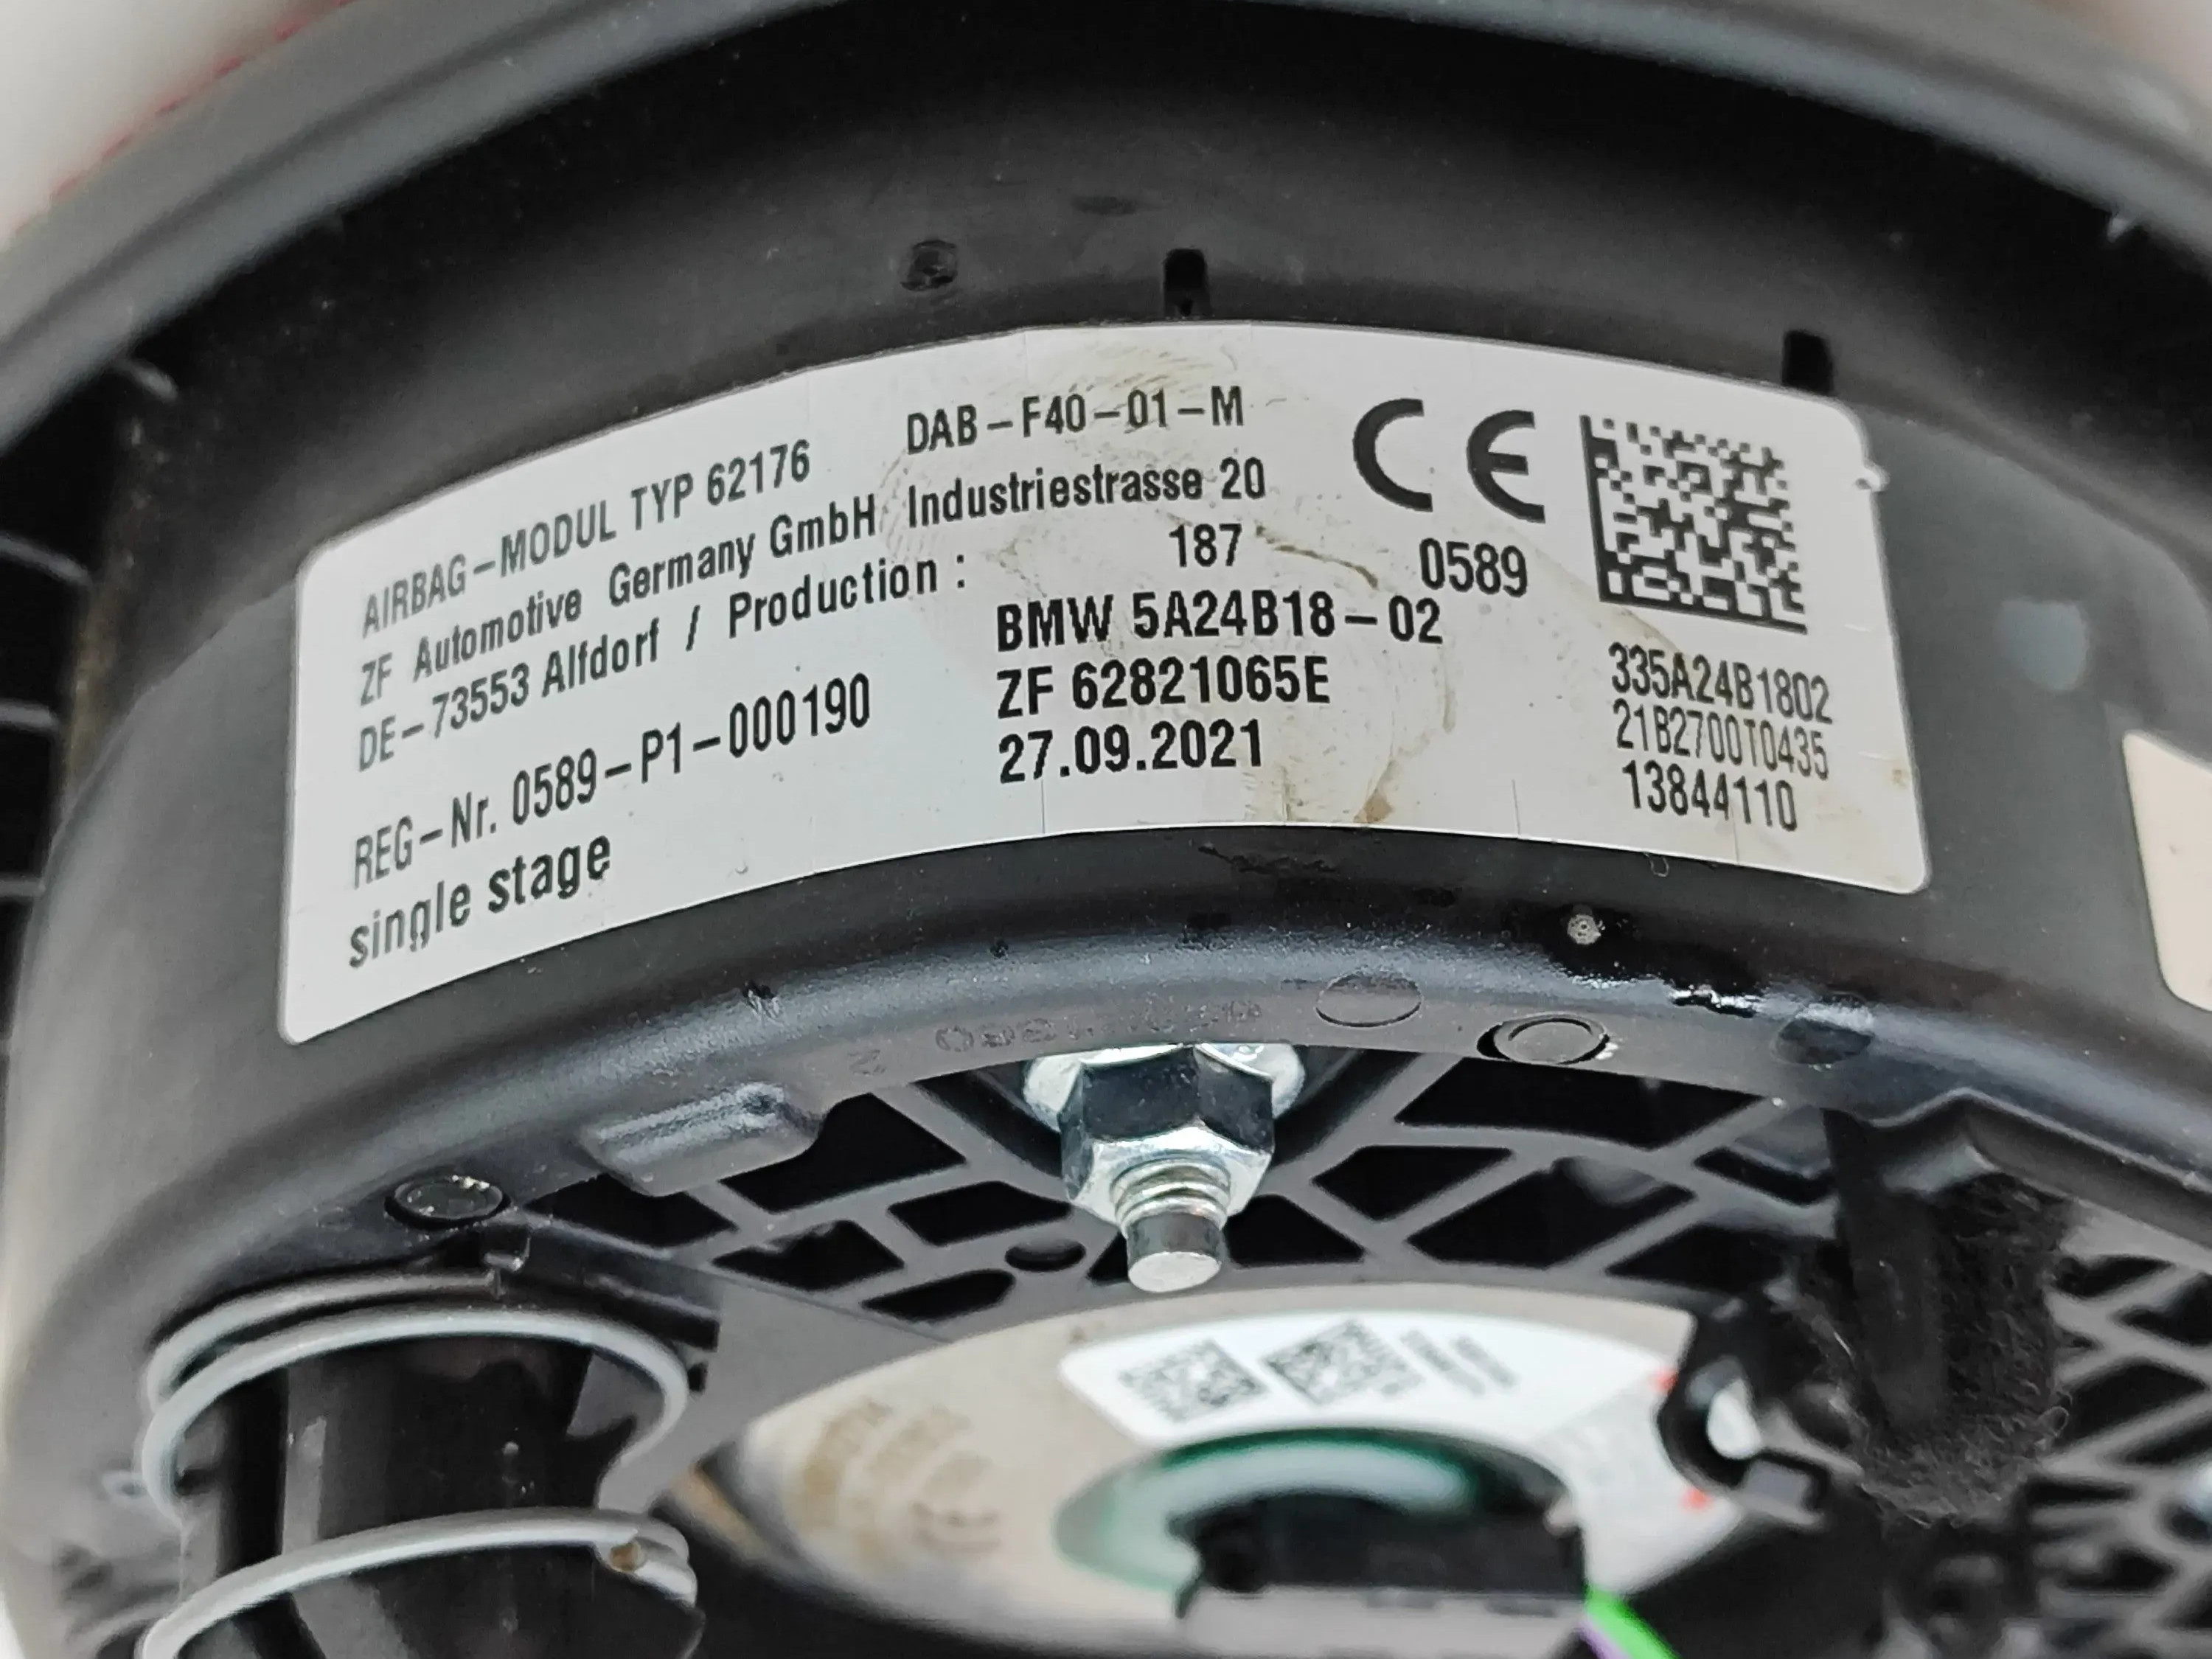 AIRBAG-MODUL TYP 62176 DAB-F40-01-M
ZF Automotive Germany GmbH Industriestrasse 20
DE-73553 Alfdorf / Production : 187
REG-Nr. 0589-P1-000190
single stage
BMW 5A24B18-02
ZF 62821065E
27.09.2021
CE
0589
335A24B1802
21B2700T0435
13844110